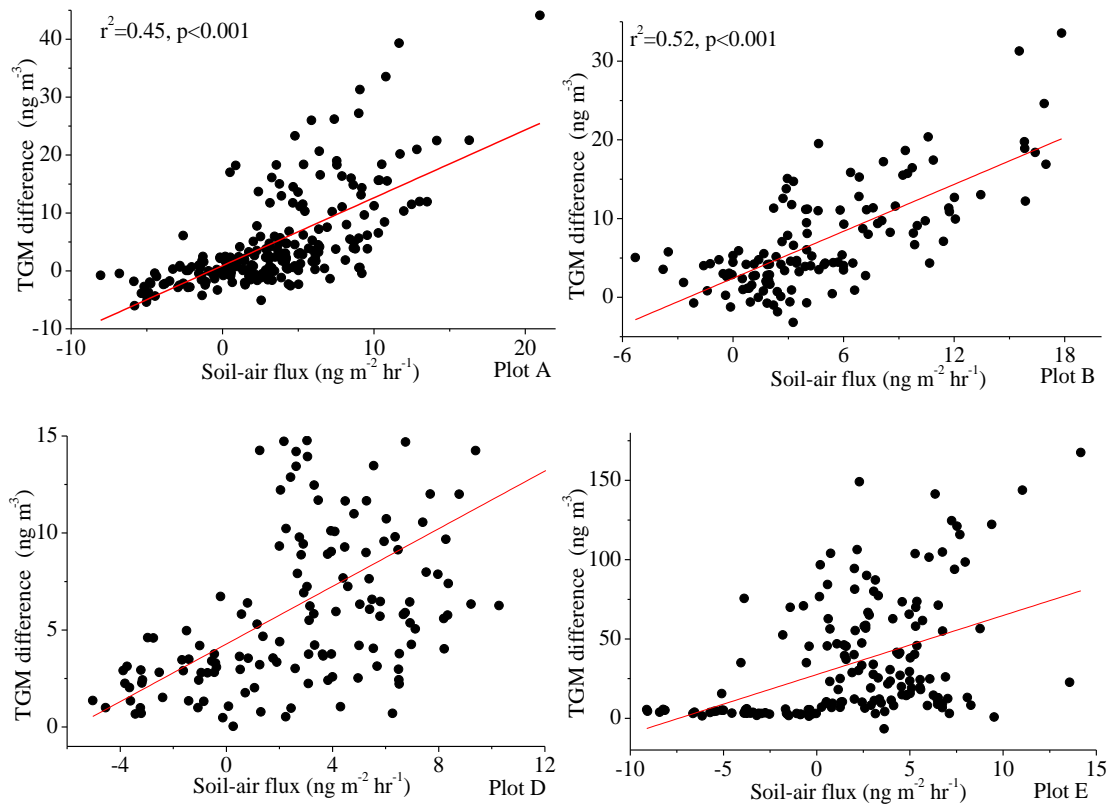 r²=0.45, p<0.001
TGM difference (ng m⁻³)
40
30
20
10
0
-10
-10 0 10 20
Soil-air flux (ng m⁻² hr⁻¹)
Plot A
r²=0.52, p<0.001
TGM difference (ng m⁻³)
30
20
10
0
-6 0 6 12 18
Soil-air flux (ng m⁻² hr⁻¹)
Plot B
TGM difference (ng m⁻³)
15
10
5
0
-4 0 4 8 12
Soil-air flux (ng m⁻² hr⁻¹)
Plot D
TGM difference (ng m⁻³)
150
100
50
0
-10 -5 0 5 10 15
Soil-air flux (ng m⁻² hr⁻¹)
Plot E